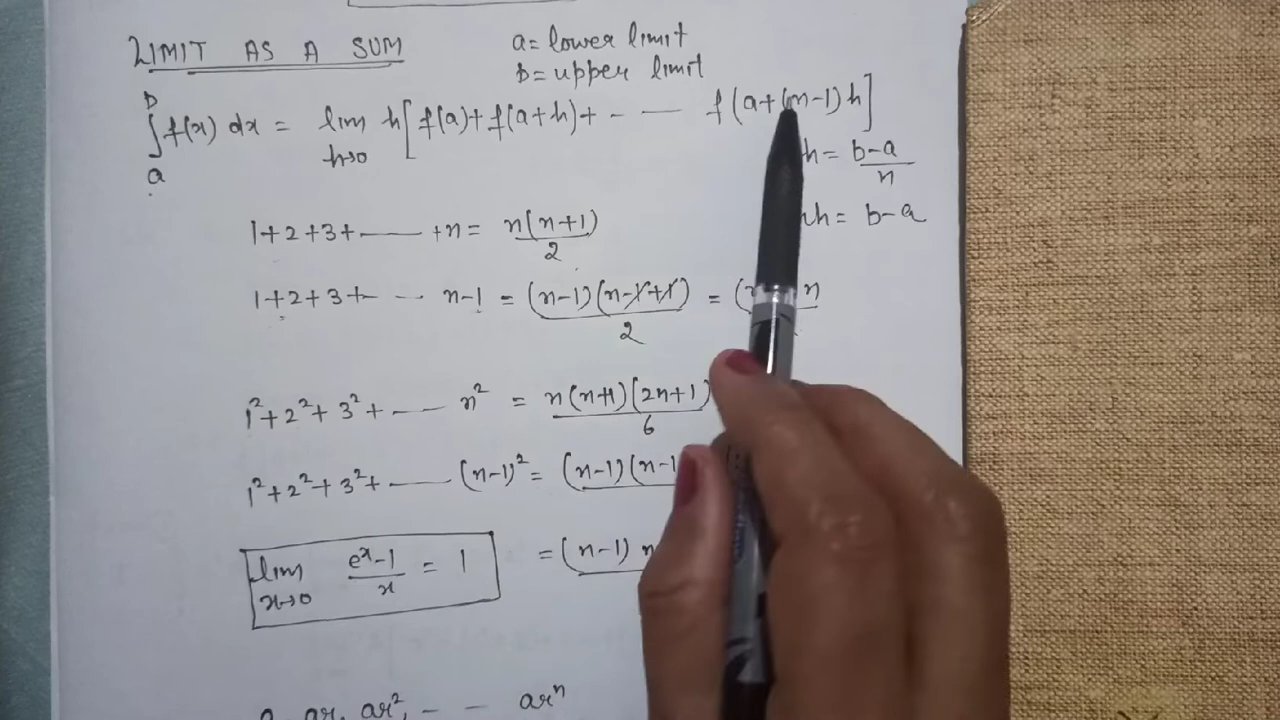 LIMIT AS A SUM
a = lower limit
b = upper limit
∫ₐᵇ f(x) dx = lim h→0 h[f(a) + f(a+h) + - - — f(a+(n-1)h]
h = b-a/n
nh = b-a
1+2+3+ —— +n = n(n+1)/2
1+2+3+ - ... n-1 = (n-1)(n-1+1)/2 = ( n
1²+2²+3²+ —— n² = n(n+1)(2n+1)/6
1²+2²+3²+ —— (n-1)² = (n-1)(n-1
lim x→0 eˣ-1/x = 1
= (n-1) n
a, ar, ar², - - arⁿ